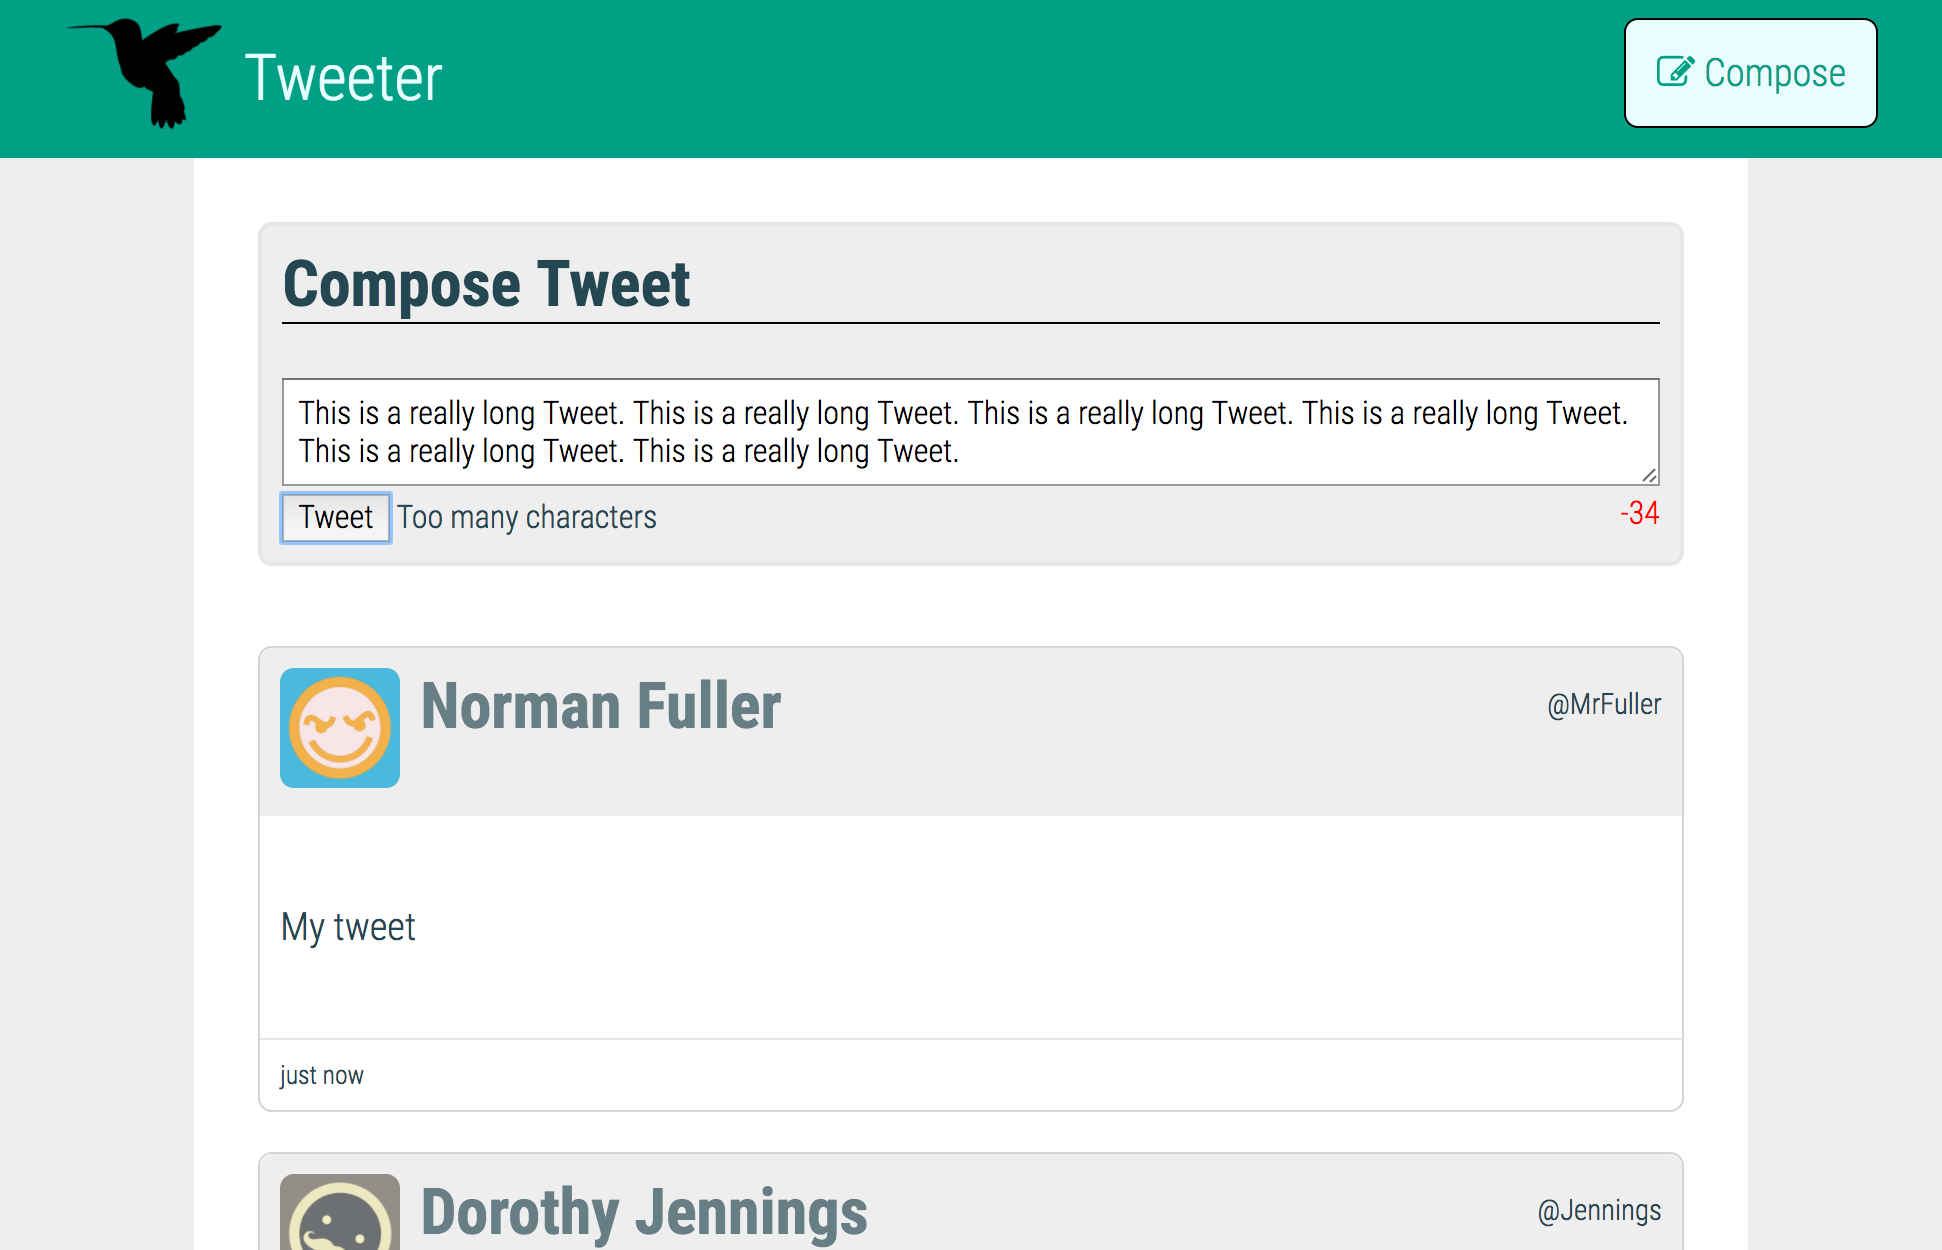 Tweeter
Compose
Compose Tweet
This is a really long Tweet. This is a really long Tweet. This is a really long Tweet. This is a really long Tweet.
This is a really long Tweet. This is a really long Tweet.
Tweet Too many characters -34
Norman Fuller @MrFuller
My tweet
just now
Dorothy Jennings @Jennings